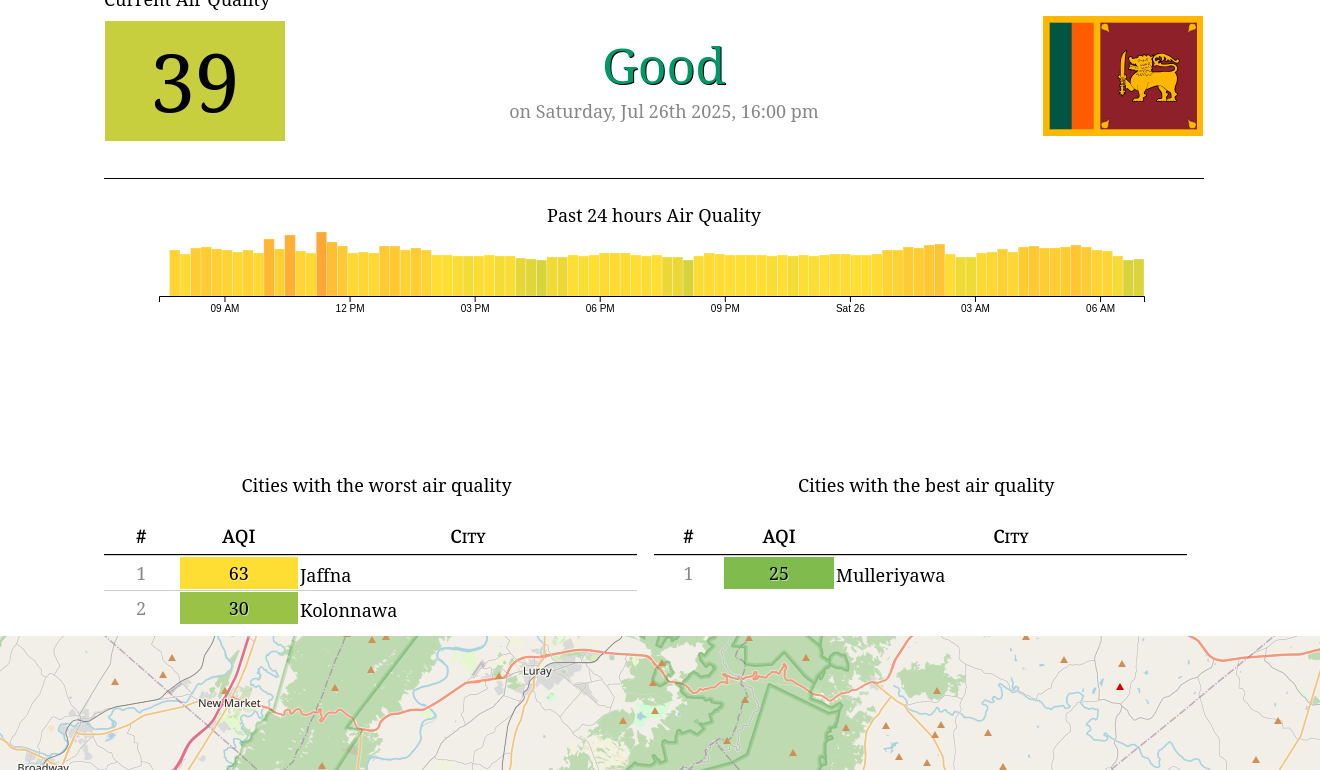 Current Air Quality
39
Good
on Saturday, Jul 26th 2025, 16:00 pm
Past 24 hours Air Quality
09 AM 12 PM 03 PM 06 PM 09 PM Sat 26 03 AM 06 AM
Cities with the worst air quality
# AQI City
1 63 Jaffna
2 30 Kolonnawa
Cities with the best air quality
# AQI City
1 25 Mulleriyawa
Luray
New Market
Broadway